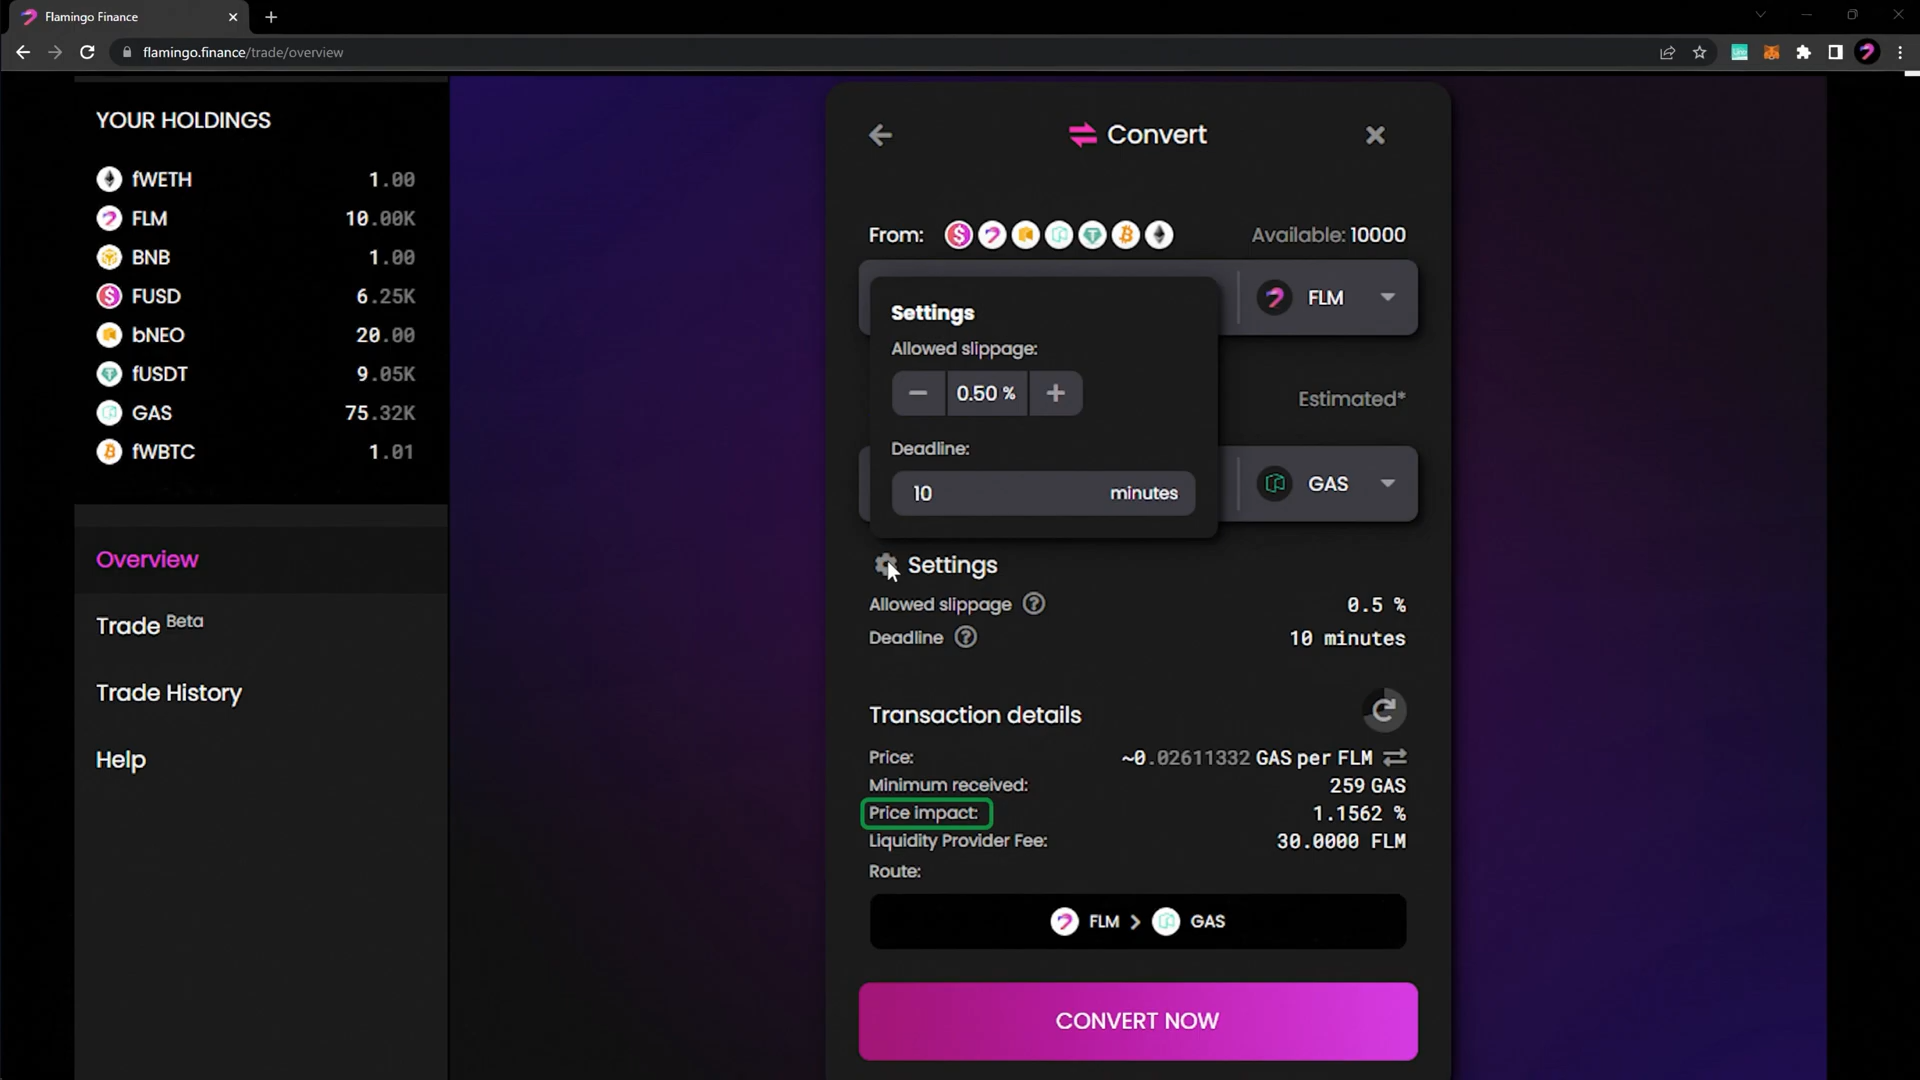 Flamingo Finance
flamingo.finance/trade/overview
YOUR HOLDINGS
fWETH 1.00
FLM 10.00K
BNB 1.00
FUSD 6.25K
bNEO 20.00
fUSDT 9.05K
GAS 75.32K
fWBTC 1.01
Overview
Trade Beta
Trade History
Help
Convert
From: Available: 10000
FLM
Settings
Allowed slippage:
− 0.50 % +
Estimated*
Deadline:
10 minutes
GAS
Settings
Allowed slippage ? 0.5 %
Deadline ? 10 minutes
Transaction details
Price: ~0.02611332 GAS per FLM
Minimum received: 259 GAS
Price impact: 1.1562 %
Liquidity Provider Fee: 30.0000 FLM
Route:
FLM > GAS
CONVERT NOW